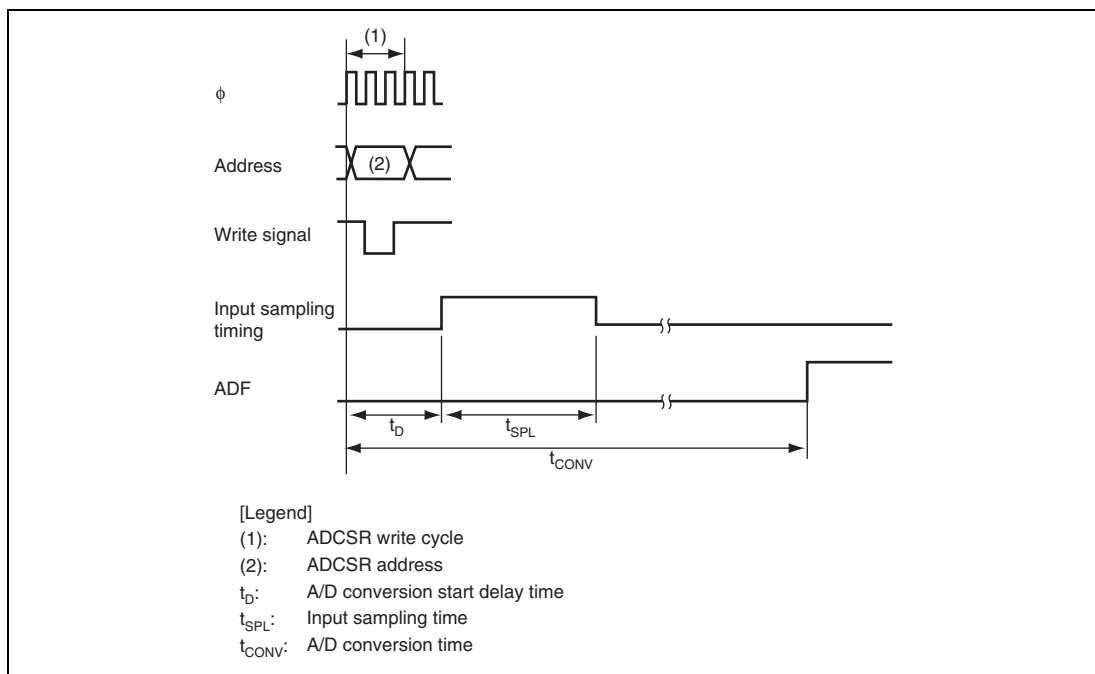 (1)
ϕ
Address
(2)
Write signal
Input sampling
timing
ADF
tD
tSPL
tCONV
[Legend]
(1): ADCSR write cycle
(2): ADCSR address
tD: A/D conversion start delay time
tSPL: Input sampling time
tCONV: A/D conversion time